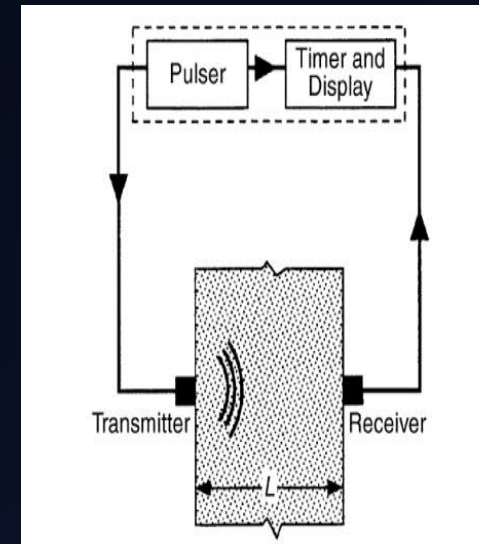 Pulser
Timer and
Display
Transmitter
Receiver
L